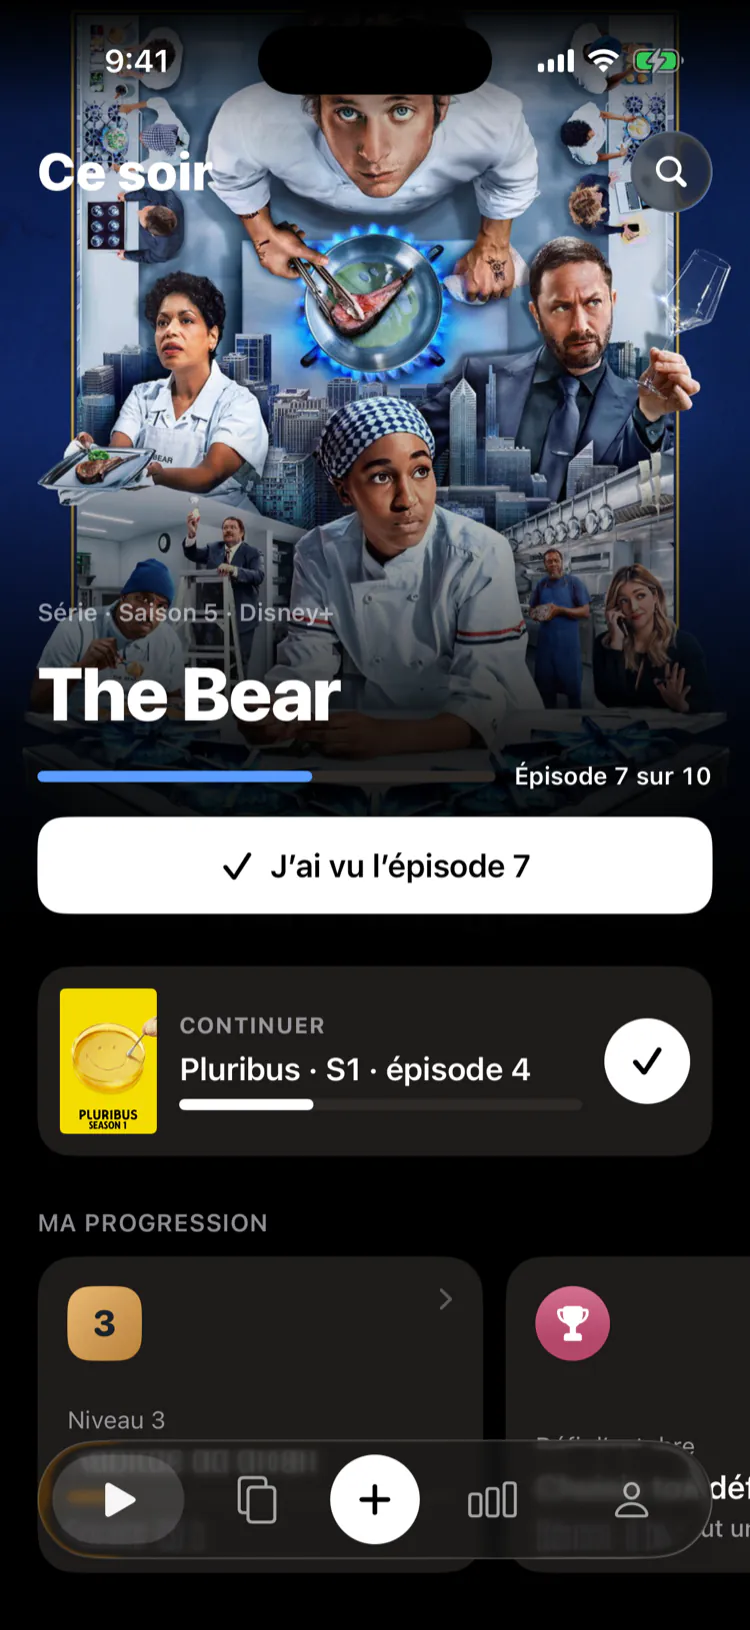 9:41
Ce soir
BEAR
Série · Saison 5 · Disney+
The Bear
Épisode 7 sur 10
J’ai vu l’épisode 7
PLURIBUS
SEASON 1
CONTINUER
Pluribus · S1 · épisode 4
MA PROGRESSION
3
Niveau 3